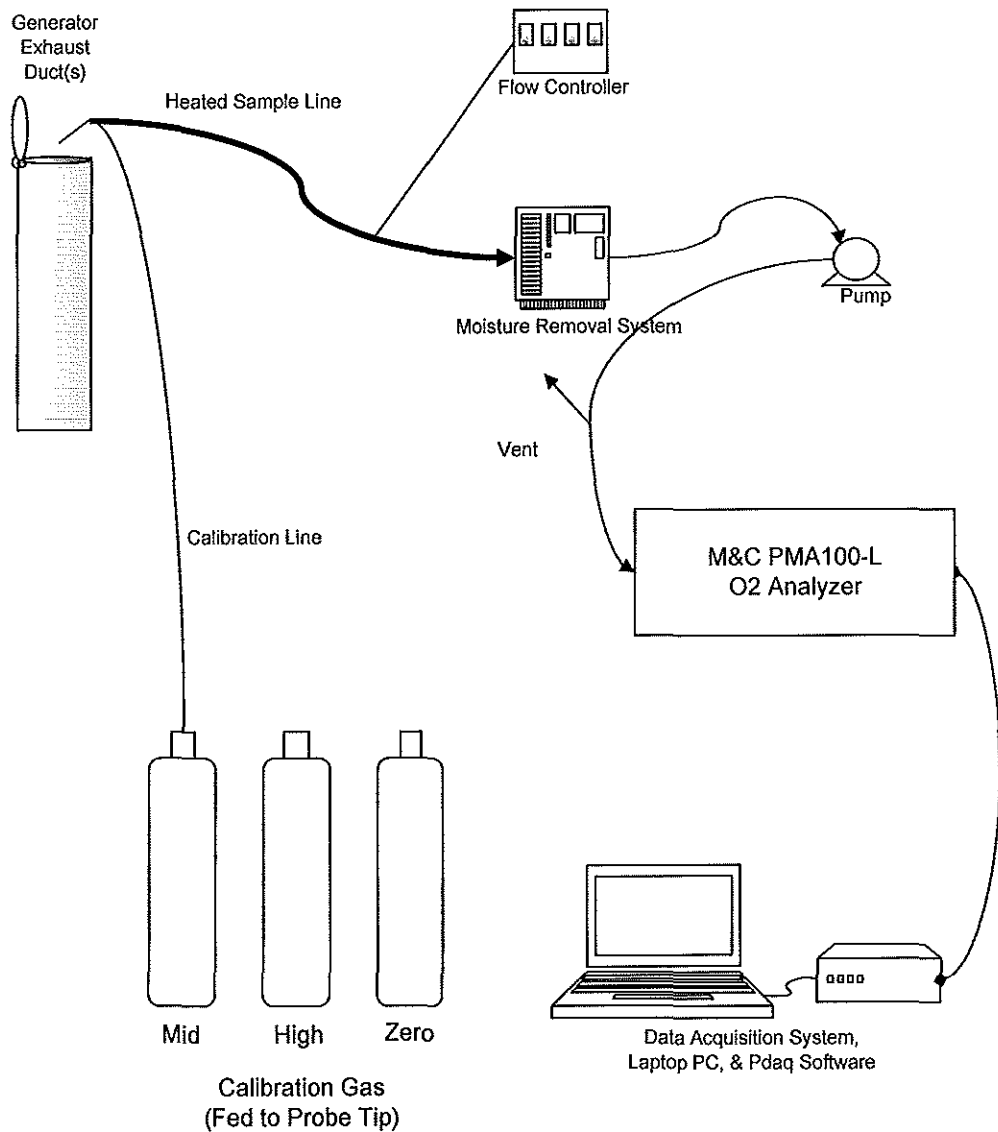 Generator
Exhaust
Duct(s)
Heated Sample Line
Flow Controller
Moisture Removal System
Pump
Vent
Calibration Line
M&C PMA100-L
O2 Analyzer
Mid
High
Zero
Calibration Gas
(Fed to Probe Tip)
Data Acquisition System,
Laptop PC, & Pdaq Software